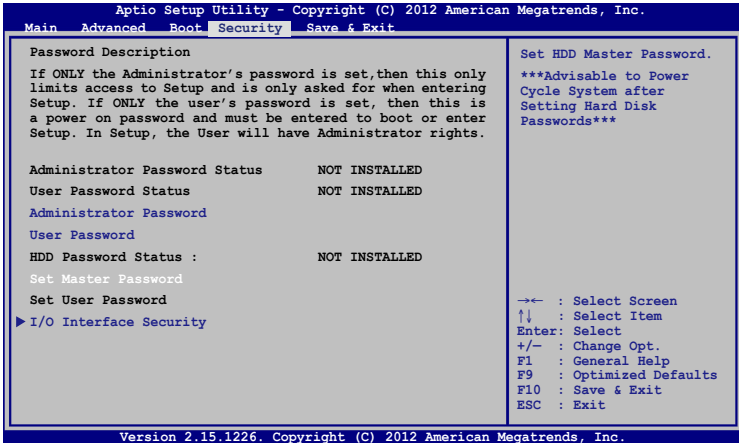 Aptio Setup Utility - Copyright (C) 2012 American Megatrends, Inc.
Main Advanced Boot Security Save & Exit
Password Description
If ONLY the Administrator's password is set,then this only
limits access to Setup and is only asked for when entering
Setup. If ONLY the user's password is set, then this is
a power on password and must be entered to boot or enter
Setup. In Setup, the User will have Administrator rights.
Administrator Password Status NOT INSTALLED
User Password Status NOT INSTALLED
Administrator Password
User Password
HDD Password Status : NOT INSTALLED
Set Master Password
Set User Password
I/O Interface Security
Set HDD Master Password.
***Advisable to Power
Cycle System after
Setting Hard Disk
Passwords***
→← : Select Screen
↑↓ : Select Item
Enter: Select
+/— : Change Opt.
F1 : General Help
F9 : Optimized Defaults
F10 : Save & Exit
ESC : Exit
Version 2.15.1226. Copyright (C) 2012 American Megatrends, Inc.